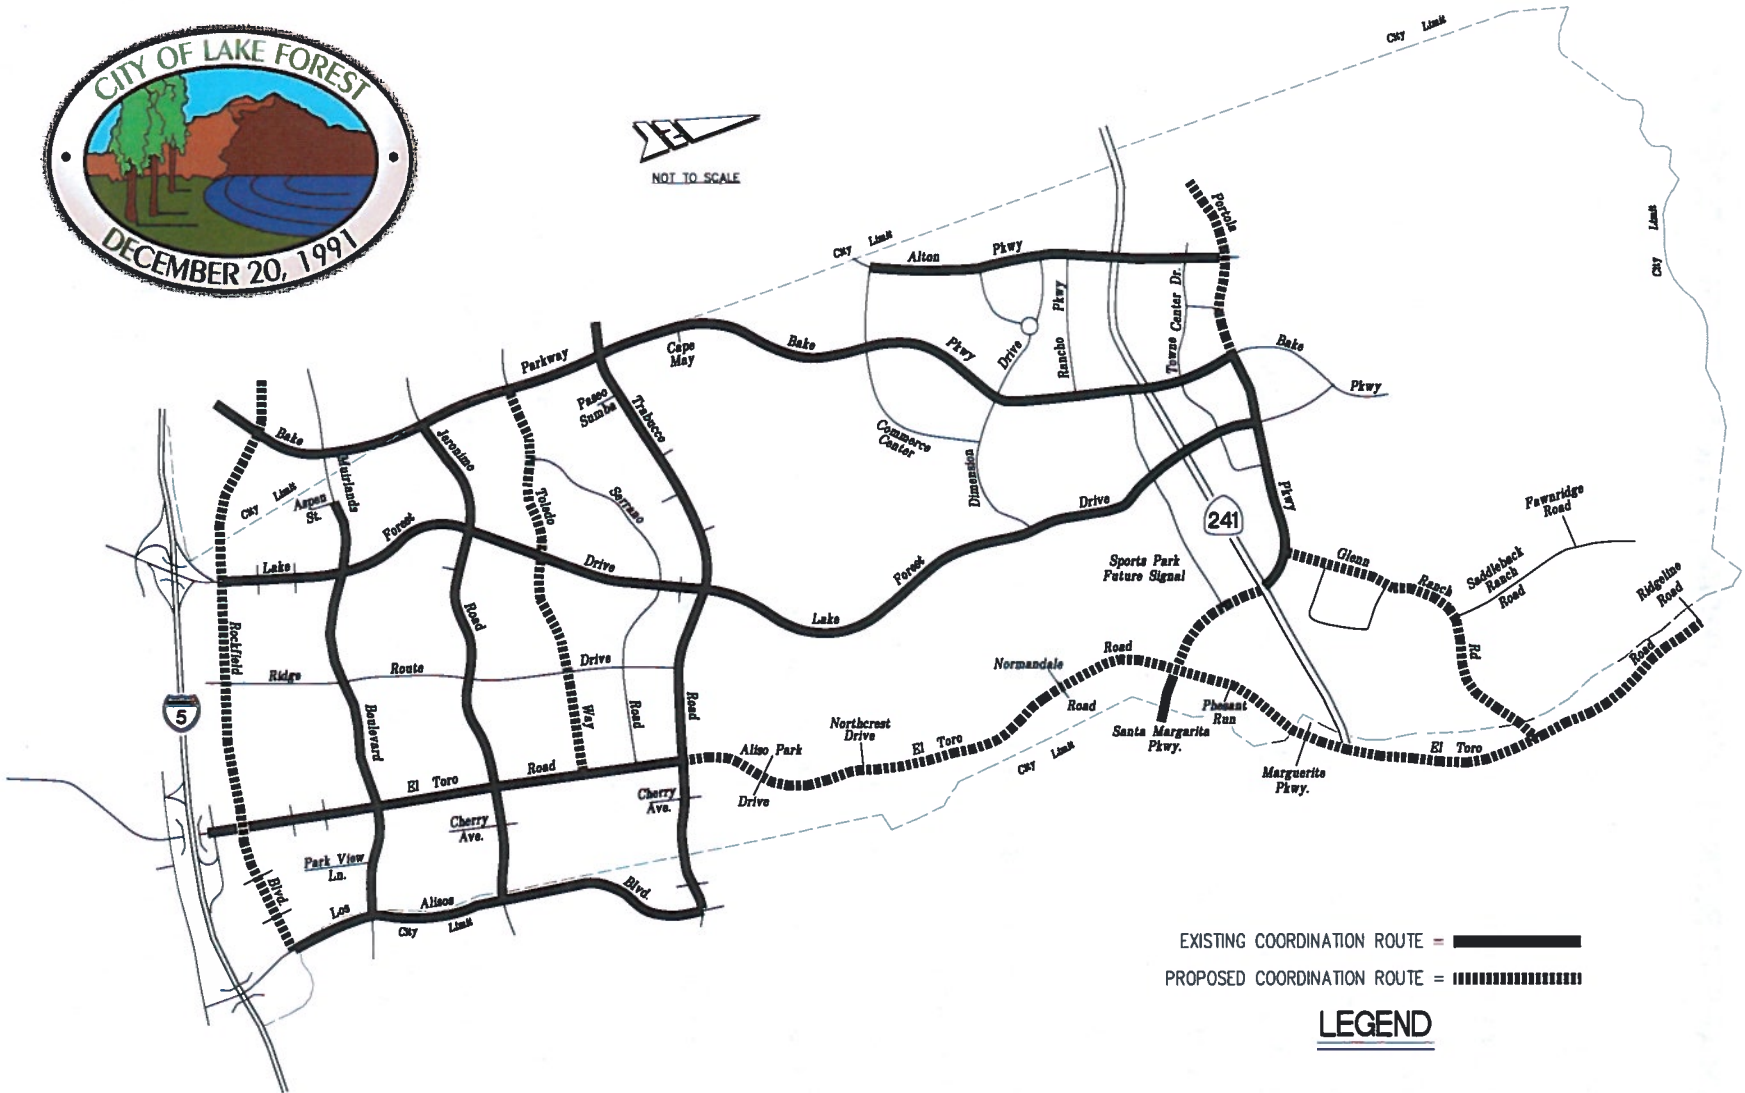 CITY OF LAKE FOREST
DECEMBER 20, 1991
N
NOT TO SCALE
City Limit
City Limit
City Limit
Portola
Alton Pkwy
Towne Center Dr.
Rancho Pkwy
Drive
Dimension
Commerce
Center
Bake
Pkwy
Bake Pkwy
Cape
May
Parkway
Bake
Paseo
Sumba
Trabuco
Jeronimo
Toledo
Serrano
Muirlands
Aspen
St.
City Limit
Lake Forest Drive
Lake Forest Drive
Pkwy
241
Sports Park
Future Signal
Glenn Ranch Rd
Saddleback
Ranch
Road
Fawnridge
Road
Ridgeline
Road
Road
Rockfield
Ridge Route Drive
Road
Boulevard
Way
Road
Road
5
El Toro Road
Aliso Park
Drive
Northcrest
Drive
El Toro
Normandale
Road
Road
City Limit
Santa Margarita
Pkwy.
Pheasant
Run
Marguerite
Pkwy.
El Toro
Cherry
Ave.
Cherry
Ave.
Park View
Ln.
Blvd.
Los Alisos Blvd.
City Limit
EXISTING COORDINATION ROUTE =
PROPOSED COORDINATION ROUTE =
LEGEND